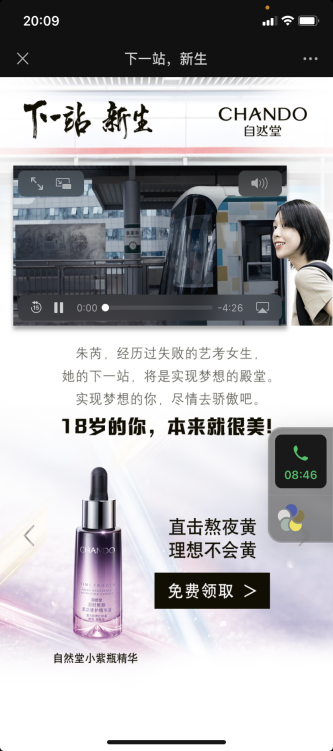 20:09
下一站，新生
下一站 新生
CHANDO
自然堂
15
0:00
-4:26
朱芮，经历过失败的艺考女生，
她的下一站，将是实现梦想的殿堂。
实现梦想的你，尽情去骄傲吧。
18岁的你，本来就很美！
08:46
CHANDO
直击熬夜黄
理想不会黄
免费领取 >
自然堂小紫瓶精华